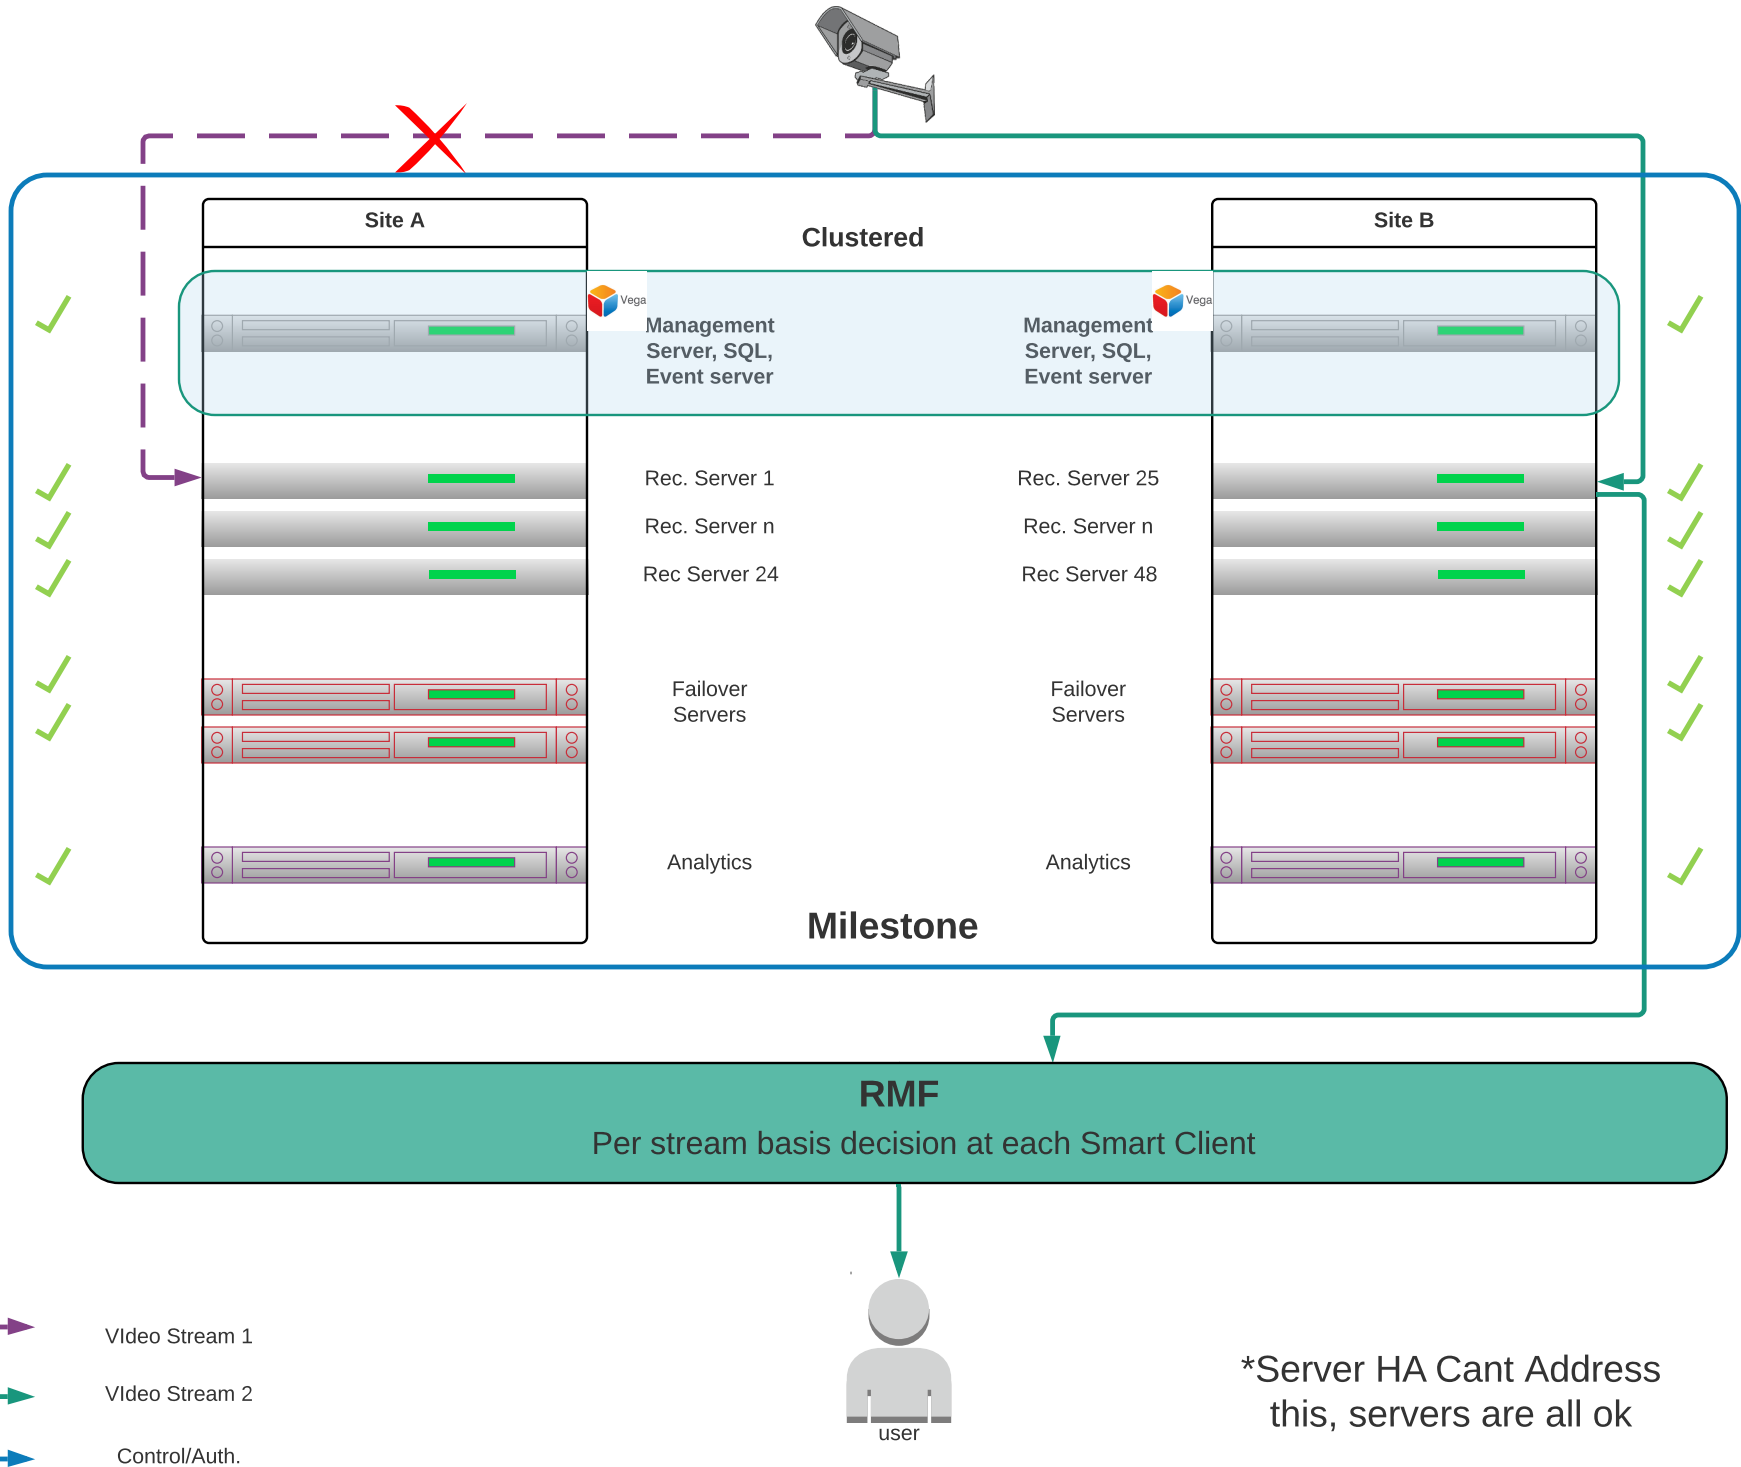 Site A
Site B
Clustered
Vega
Vega
Management
Server, SQL,
Event server
Management
Server, SQL,
Event server
Rec. Server 1
Rec. Server 25
Rec. Server n
Rec. Server n
Rec Server 24
Rec Server 48
Failover
Servers
Failover
Servers
Analytics
Analytics
Milestone
RMF
Per stream basis decision at each Smart Client
user
VIdeo Stream 1
VIdeo Stream 2
Control/Auth.
*Server HA Cant Address
this, servers are all ok